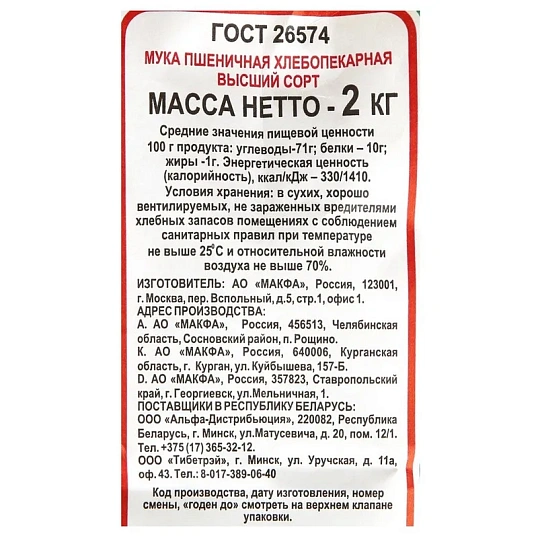 ГОСТ 26574
МУКА ПШЕНИЧНАЯ ХЛЕБОПЕКАРНАЯ
ВЫСШИЙ СОРТ
МАССА НЕТТО - 2 КГ
Средние значения пищевой ценности
100 г продукта: углеводы-71г; белки – 10г;
жиры -1г. Энергетическая ценность
(калорийность), ккал/кДж – 330/1410.
Условия хранения: в сухих, хорошо
вентилируемых, не зараженных вредителями
хлебных запасов помещениях с соблюдением
санитарных правил при температуре
не выше 25°С и относительной влажности
воздуха не выше 70%.
ИЗГОТОВИТЕЛЬ: АО «МАКФА», Россия, 123001,
г. Москва, пер. Вспольный, д.5, стр.1, офис 1.
АДРЕС ПРОИЗВОДСТВА:
А. АО «МАКФА», Россия, 456513, Челябинская
область, Сосновский район, п. Рощино.
К. АО «МАКФА», Россия, 640006, Курганская
область, г. Курган, ул.Куйбышева, 157-Б.
D. АО «МАКФА», Россия, 357823, Ставропольский
край, г. Георгиевск, ул.Мельничная, 1.
ПОСТАВЩИКИ В РЕСПУБЛИКУ БЕЛАРУСЬ:
ООО «Альфа-Дистрибьюция», 220082, Республика
Беларусь, г. Минск, ул.Матусевича, д. 20, пом. 12/1.
Тел.+375 (17) 365-32-12.
ООО «Тибетрэй», г. Минск, ул. Уручская, д. 11а,
оф. 43. Тел.: 8-017-389-06-40
Код производства, дату изготовления, номер
смены, «годен до» смотреть на верхнем клапане
упаковки.